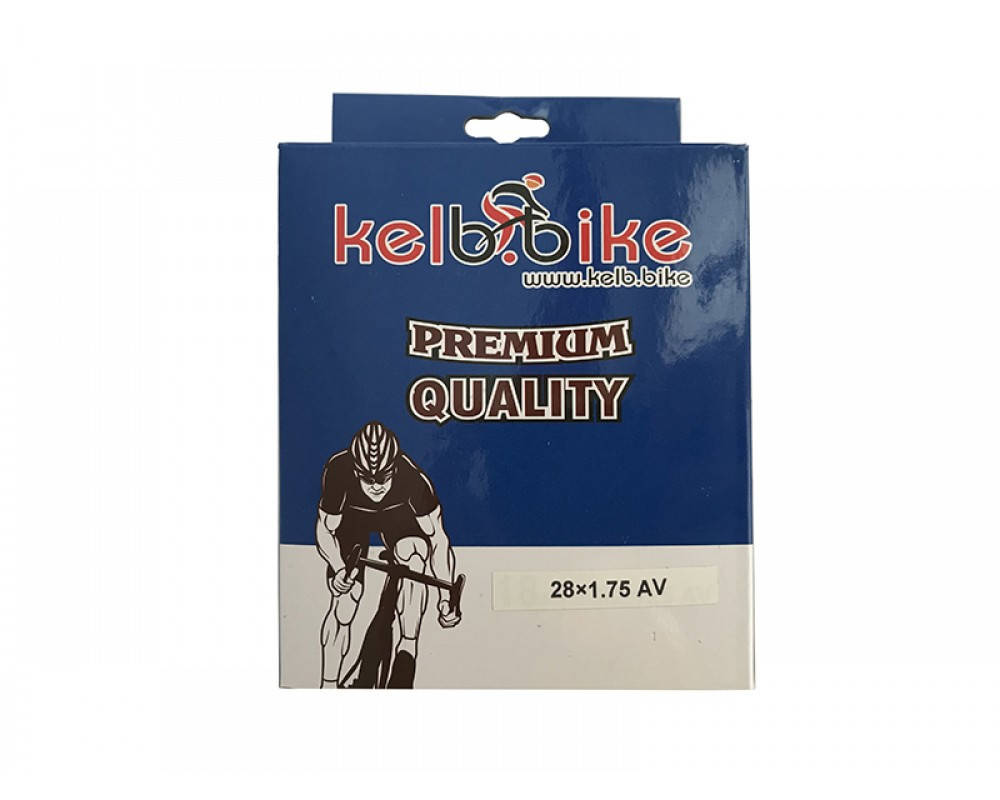 kelb.bike
www.kelb.bike
PREMIUM
QUALITY
28×1.75 AV